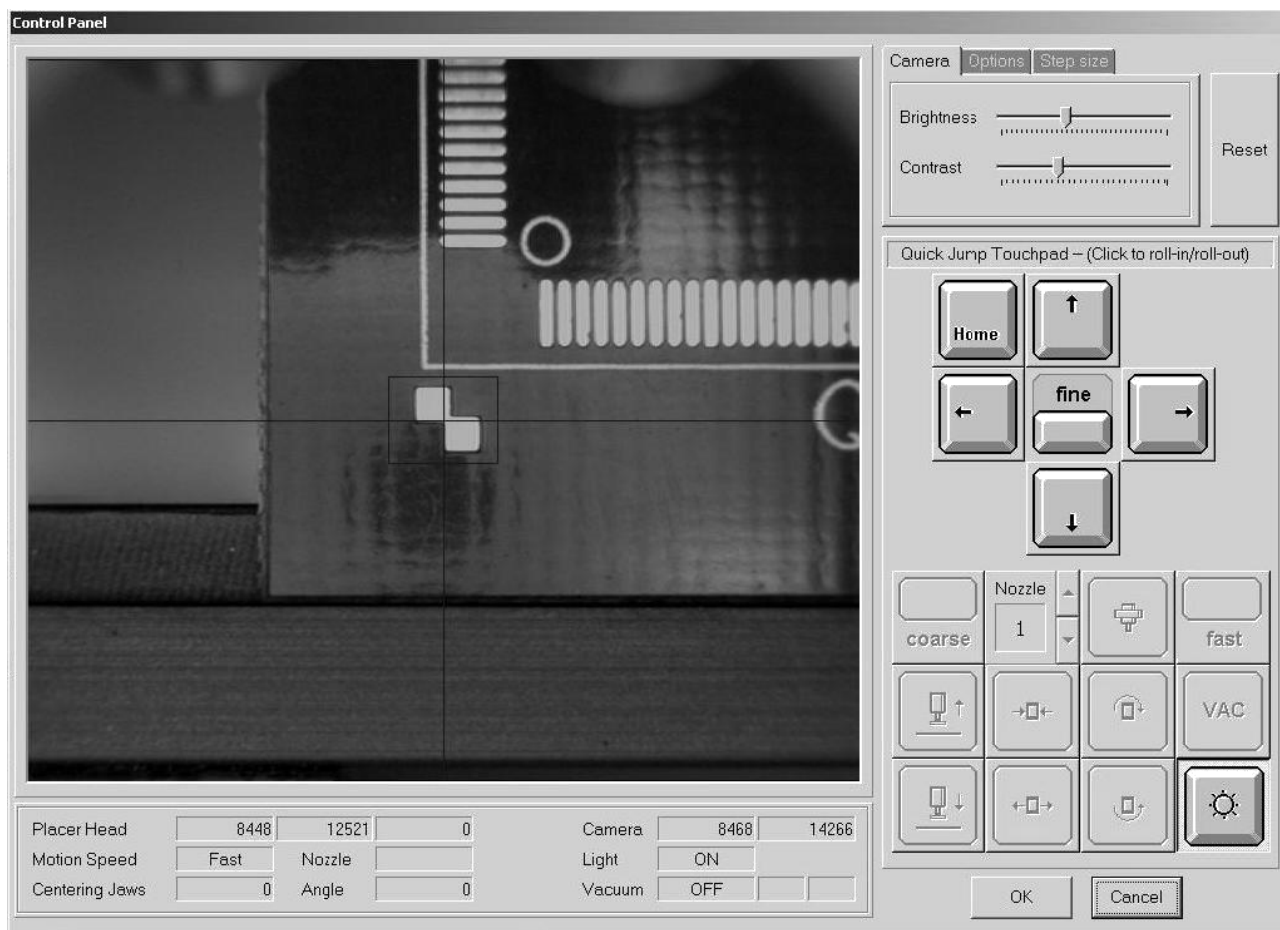 Control Panel
Camera Options Step size
Brightness
Contrast
Reset
Quick Jump Touchpad – (Click to roll-in/roll-out)
Home ↑
← fine →
↓
Nozzle
1
coarse fast
VAC
Placer Head 8448 12521 0 Camera 8468 14266
Motion Speed Fast Nozzle Light ON
Centering Jaws 0 Angle 0 Vacuum OFF
OK Cancel